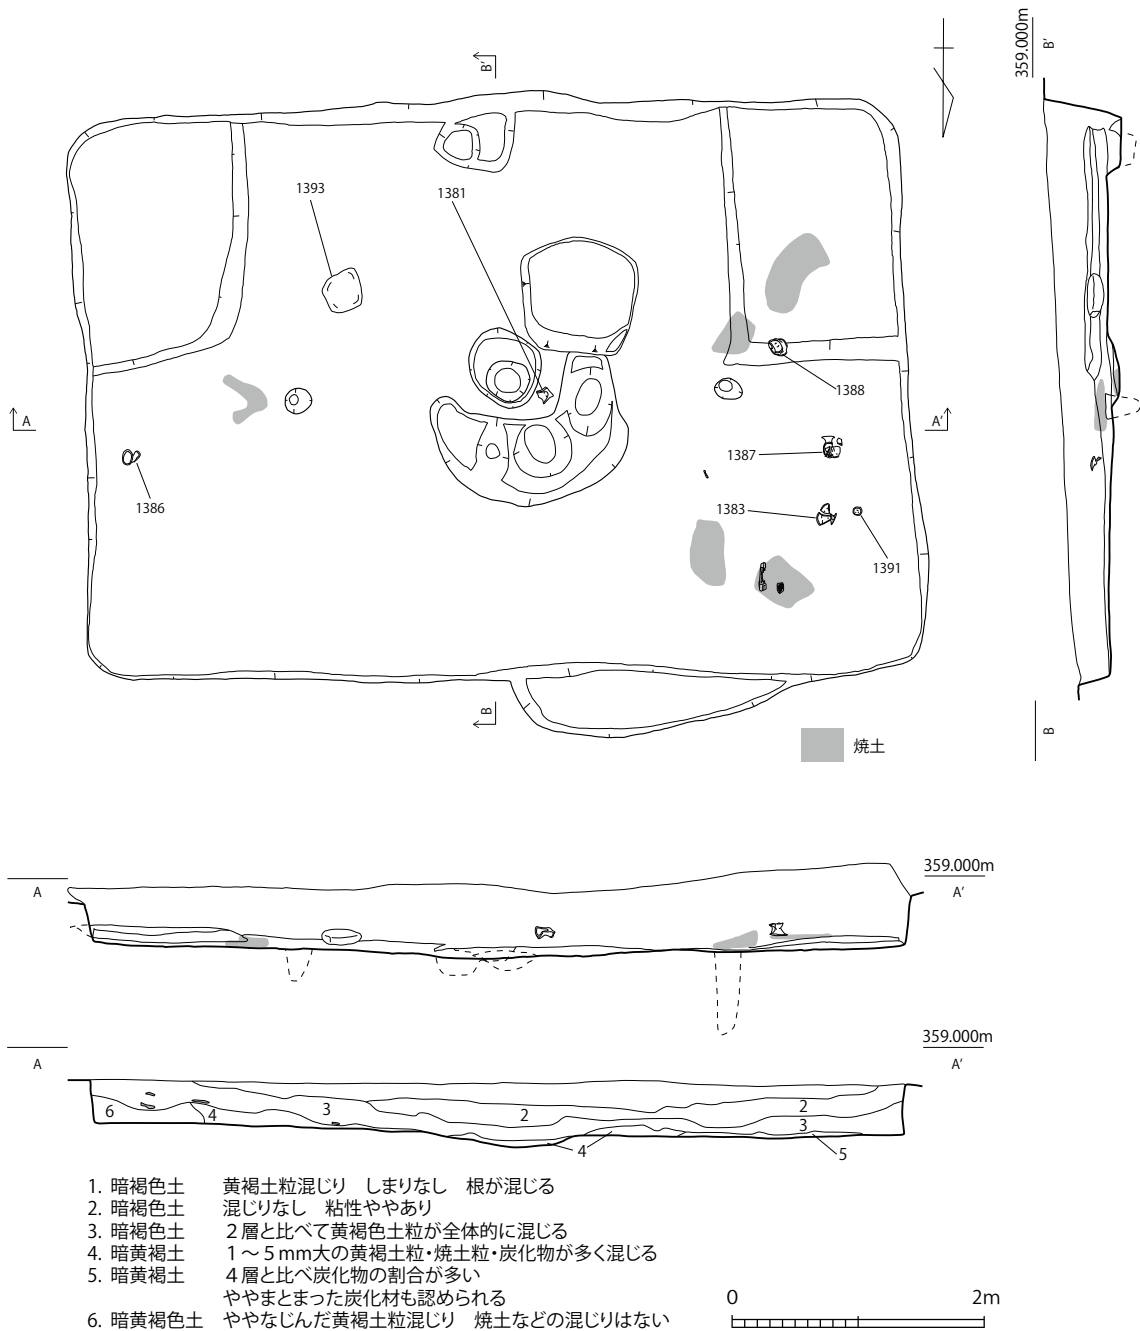 B'
359.000m
B'
1393
1381
1388
A
A'
1387
1386
1383
1391
B
B
焼土
359.000m
A
A'
359.000m
A
A'
6
4
3
2
2
3
4
5
1. 暗褐色土 黄褐土粒混じり しまりなし 根が混じる
2. 暗褐色土 混じりなし 粘性ややあり
3. 暗褐色土 2層と比べて黄褐色土粒が全体的に混じる
4. 暗黄褐土 1~5mm大の黄褐土粒・焼土粒・炭化物が多く混じる
5. 暗黄褐土 4層と比べ炭化物の割合が多い
ややまとまった炭化材も認められる
6. 暗黄褐色土 ややなじんだ黄褐土粒混じり 焼土などの混じりはない
0 2m